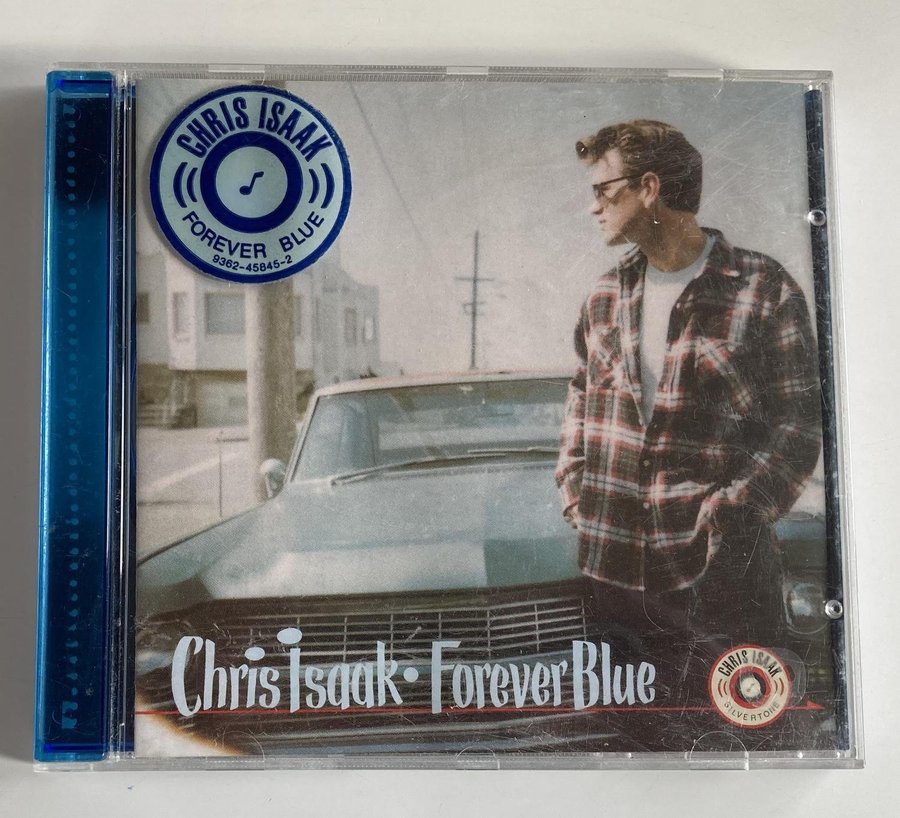 CHRIS ISAAK
FOREVER BLUE
9362-45845-2
Chris Isaak • Forever Blue
CHRIS ISAAK
SILVERTONE